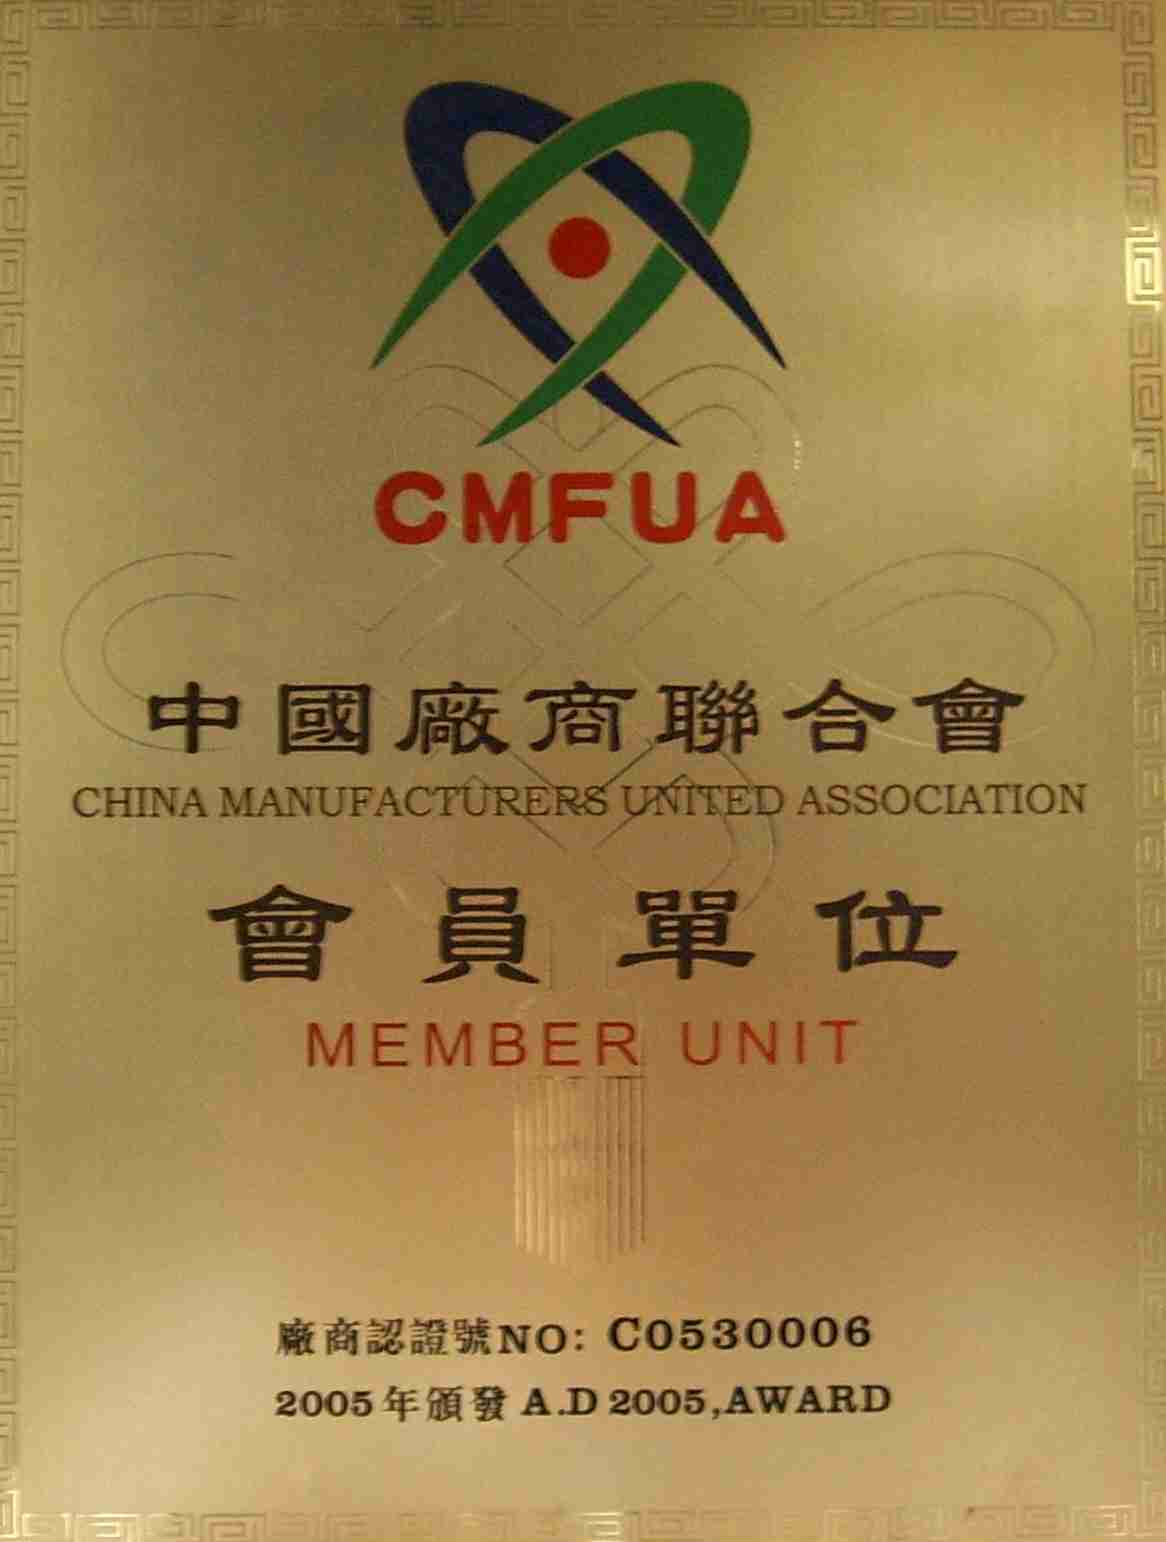 CMFUA
中國廠商聯合會
CHINA MANUFACTURERS UNITED ASSOCIATION
會員單位
MEMBER UNIT
廠商認證號NO: C0530006
2005年頒發 A.D 2005,AWARD